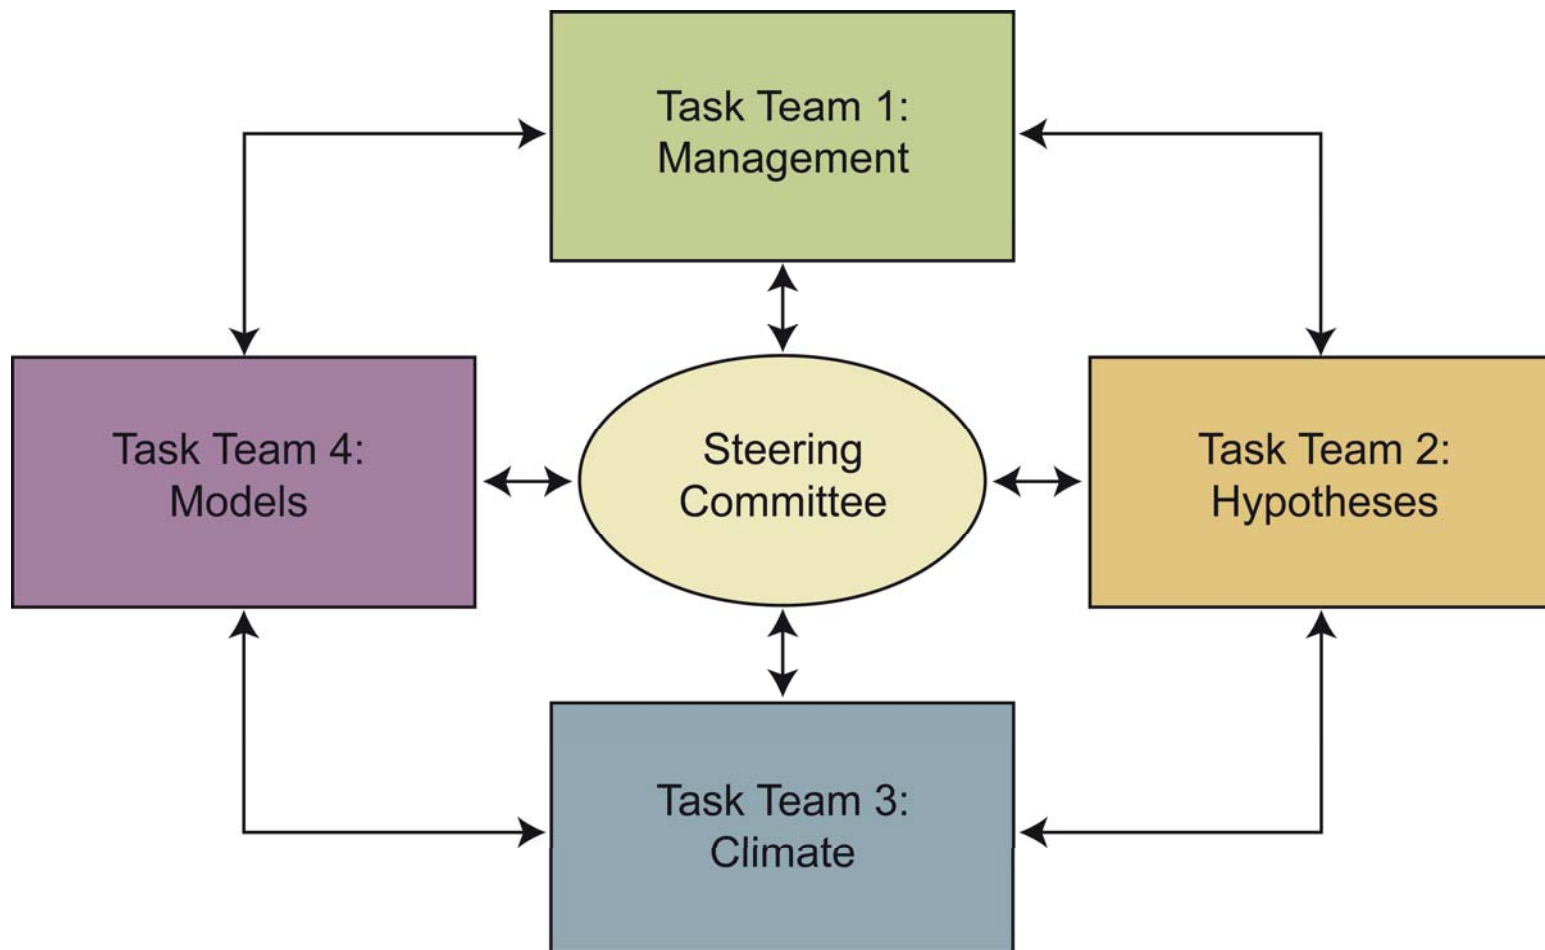 Task Team 1:
Management
Task Team 4:
Models
Steering
Committee
Task Team 2:
Hypotheses
Task Team 3:
Climate